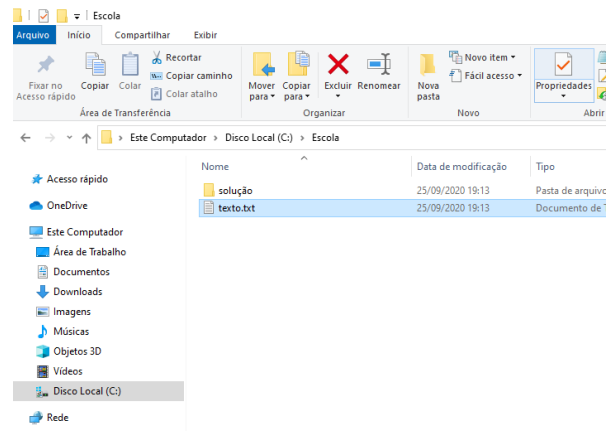 Escola
Arquivo Início Compartilhar Exibir
Fixar no Acesso rápido
Copiar
Colar
Recortar
Copiar caminho
Colar atalho
Mover para
Copiar para
Excluir
Renomear
Nova pasta
Novo item
Fácil acesso
Propriedades
Área de Transferência Organizar Novo Abrir
Este Computador > Disco Local (C:) > Escola
Nome Data de modificação Tipo
solução 25/09/2020 19:13 Pasta de arquivo
texto.txt 25/09/2020 19:13 Documento de T
Acesso rápido
OneDrive
Este Computador
Área de Trabalho
Documentos
Downloads
Imagens
Músicas
Objetos 3D
Vídeos
Disco Local (C:)
Rede